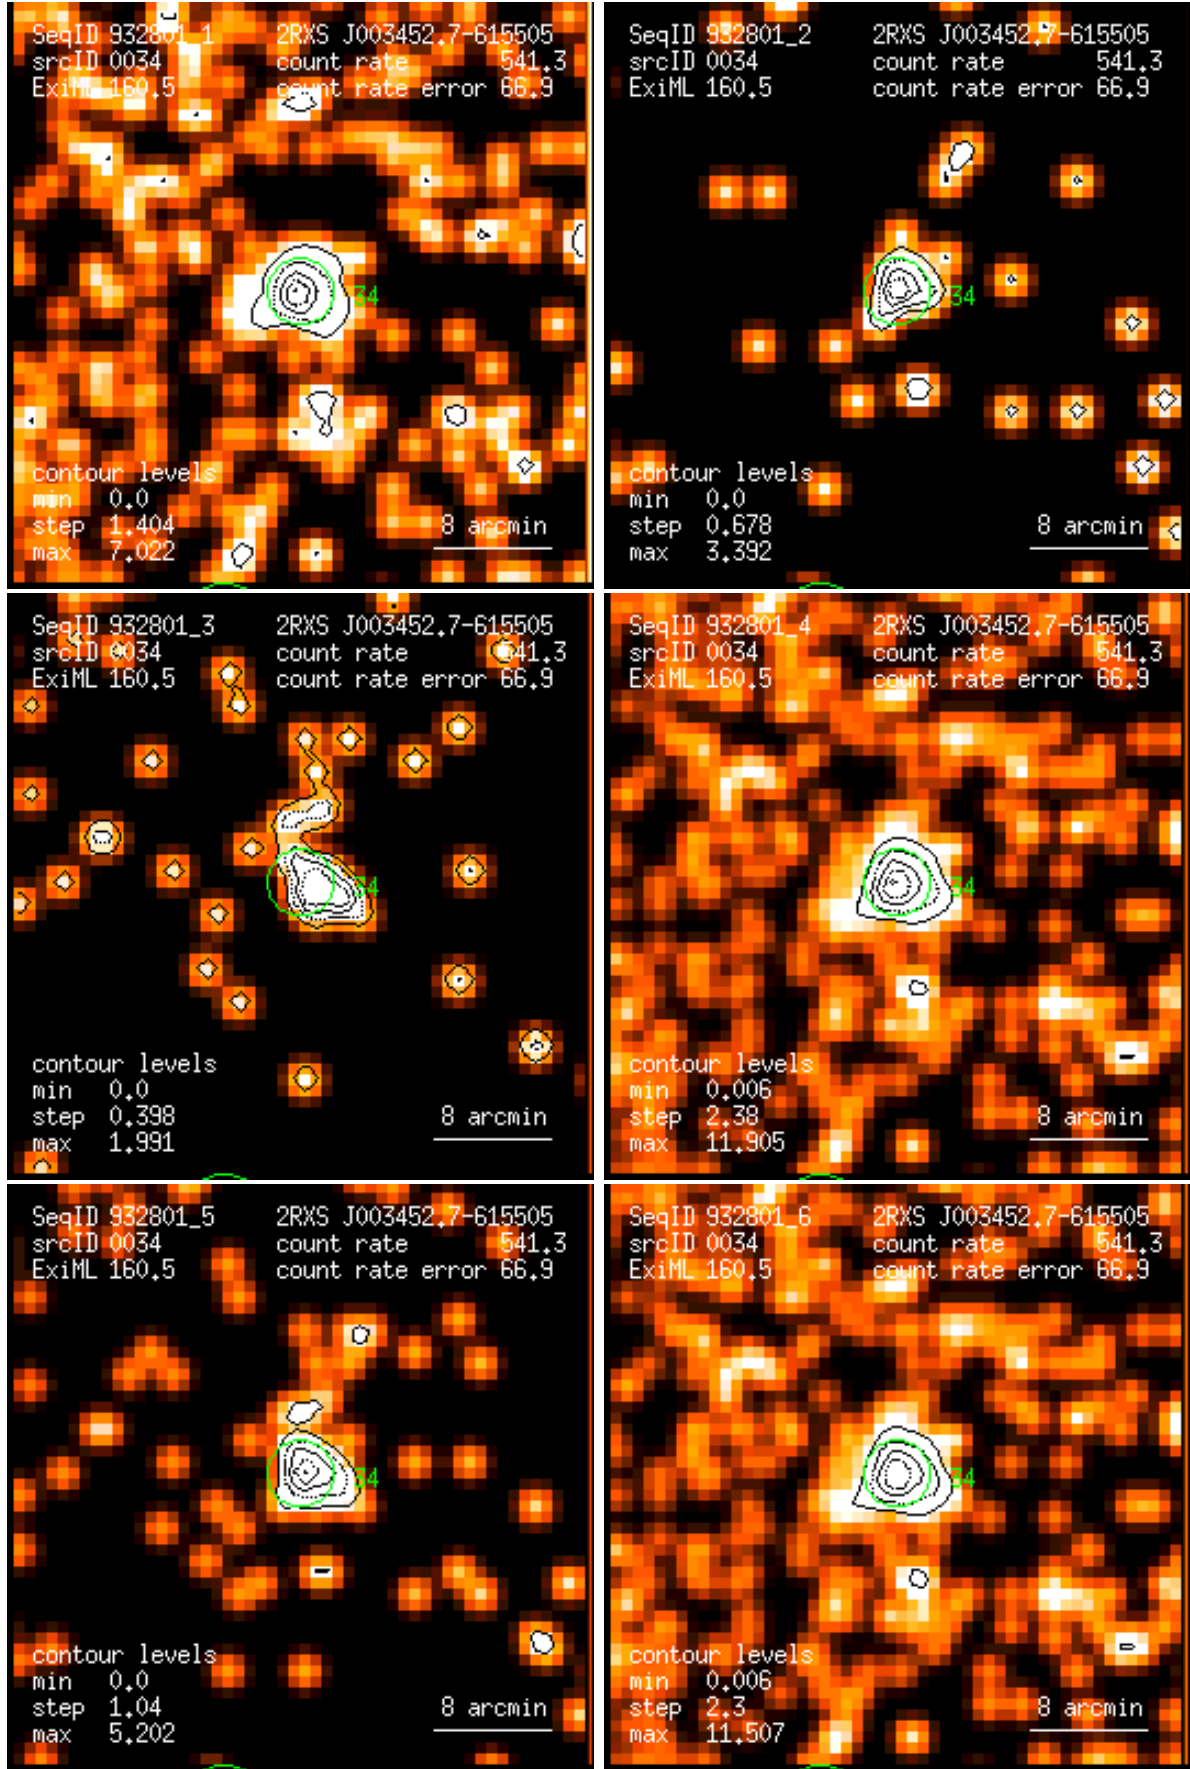 SeqID 932801_1 2RXS J003452.7-615505
srcID 0034 count rate 541.3
ExiML 160.5 count rate error 66.9
34
contour levels
min 0.0
step 1.404
max 7.022
8 arcmin
SeqID 932801_2 2RXS J003452.7-615505
srcID 0034 count rate 541.3
ExiML 160.5 count rate error 66.9
34
contour levels
min 0.0
step 0.678
max 3.392
8 arcmin
SeqID 932801_3 2RXS J003452.7-615505
srcID 0034 count rate 541.3
ExiML 160.5 count rate error 66.9
34
contour levels
min 0.0
step 0.398
max 1.991
8 arcmin
SeqID 932801_4 2RXS J003452.7-615505
srcID 0034 count rate 541.3
ExiML 160.5 count rate error 66.9
34
contour levels
min 0.006
step 2.38
max 11.905
8 arcmin
SeqID 932801_5 2RXS J003452.7-615505
srcID 0034 count rate 541.3
ExiML 160.5 count rate error 66.9
34
contour levels
min 0.0
step 1.04
max 5.202
8 arcmin
SeqID 932801_6 2RXS J003452.7-615505
srcID 0034 count rate 541.3
ExiML 160.5 count rate error 66.9
34
contour levels
min 0.006
step 2.3
max 11.507
8 arcmin